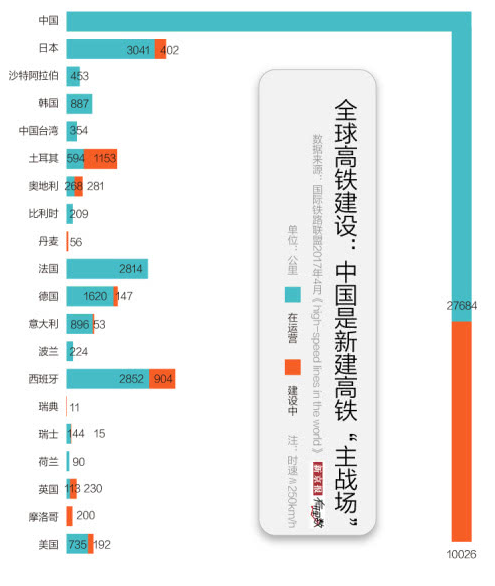 中国
27684
10026
日本 3041 402
沙特阿拉伯 453
韩国 887
中国台湾 354
土耳其 594 1153
奥地利 268 281
比利时 209
丹麦 56
法国 2814
德国 1620 147
意大利 896 53
波兰 224
西班牙 2852 904
瑞典 11
瑞士 144 15
荷兰 90
英国 113 230
摩洛哥 200
美国 735 192
全球高铁建设：中国是新建高铁“主战场”
数据来源：国际铁路联盟2017年4月《high-speed lines in the world》
新京报 有理数
单位：公里
在运营
建设中
注：时速≥250km/h